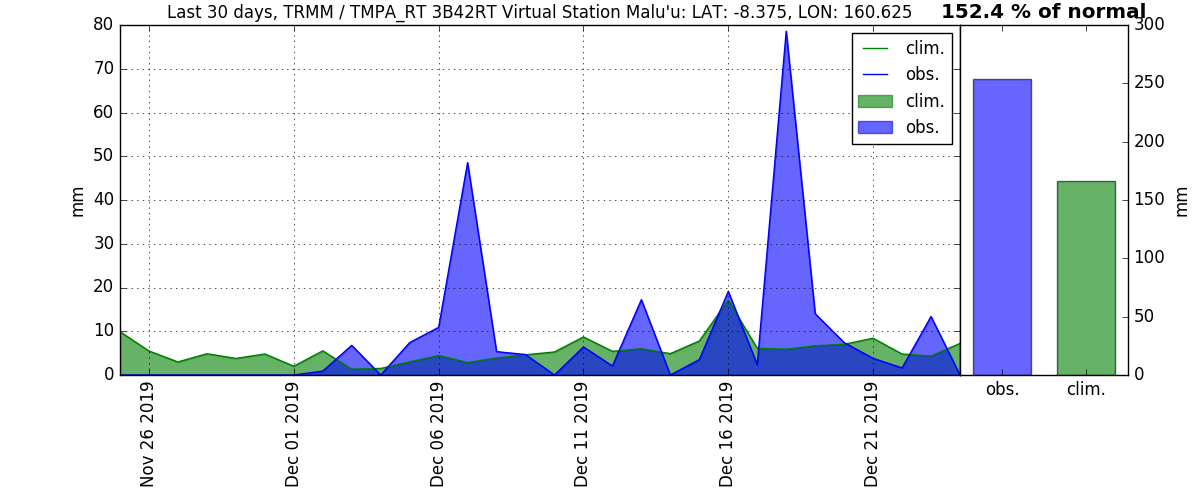 Last 30 days, TRMM / TMPA_RT 3B42RT Virtual Station Malu'u: LAT: -8.375, LON: 160.625
152.4 % of normal
80
70
60
50
40
30
20
10
0
mm
clim.
obs.
clim.
obs.
Nov 26 2019
Dec 01 2019
Dec 06 2019
Dec 11 2019
Dec 16 2019
Dec 21 2019
300
250
200
150
100
50
0
mm
obs.
clim.